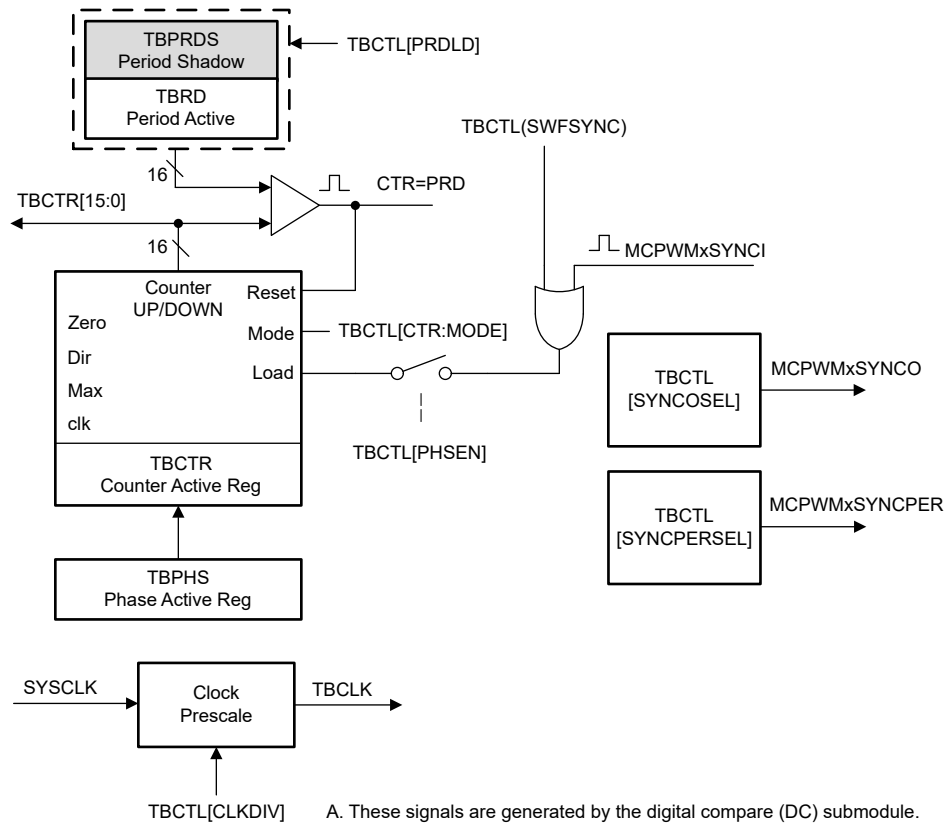 TBPRDS
Period Shadow
TBCTL[PRDLD]
TBRD
Period Active
TBCTL(SWFSYNC)
16
CTR=PRD
TBCTR[15:0]
16
MCPWMxSYNCI
Counter
UP/DOWN
Reset
Zero
Mode
TBCTL[CTR:MODE]
Dir
Load
Max
clk
TBCTL[PHSEN]
TBCTR
Counter Active Reg
TBPHS
Phase Active Reg
TBCTL
[SYNCOSEL]
MCPWMxSYNCO
TBCTL
[SYNCPERSEL]
MCPWMxSYNCPER
SYSCLK
Clock
Prescale
TBCLK
TBCTL[CLKDIV]
A. These signals are generated by the digital compare (DC) submodule.